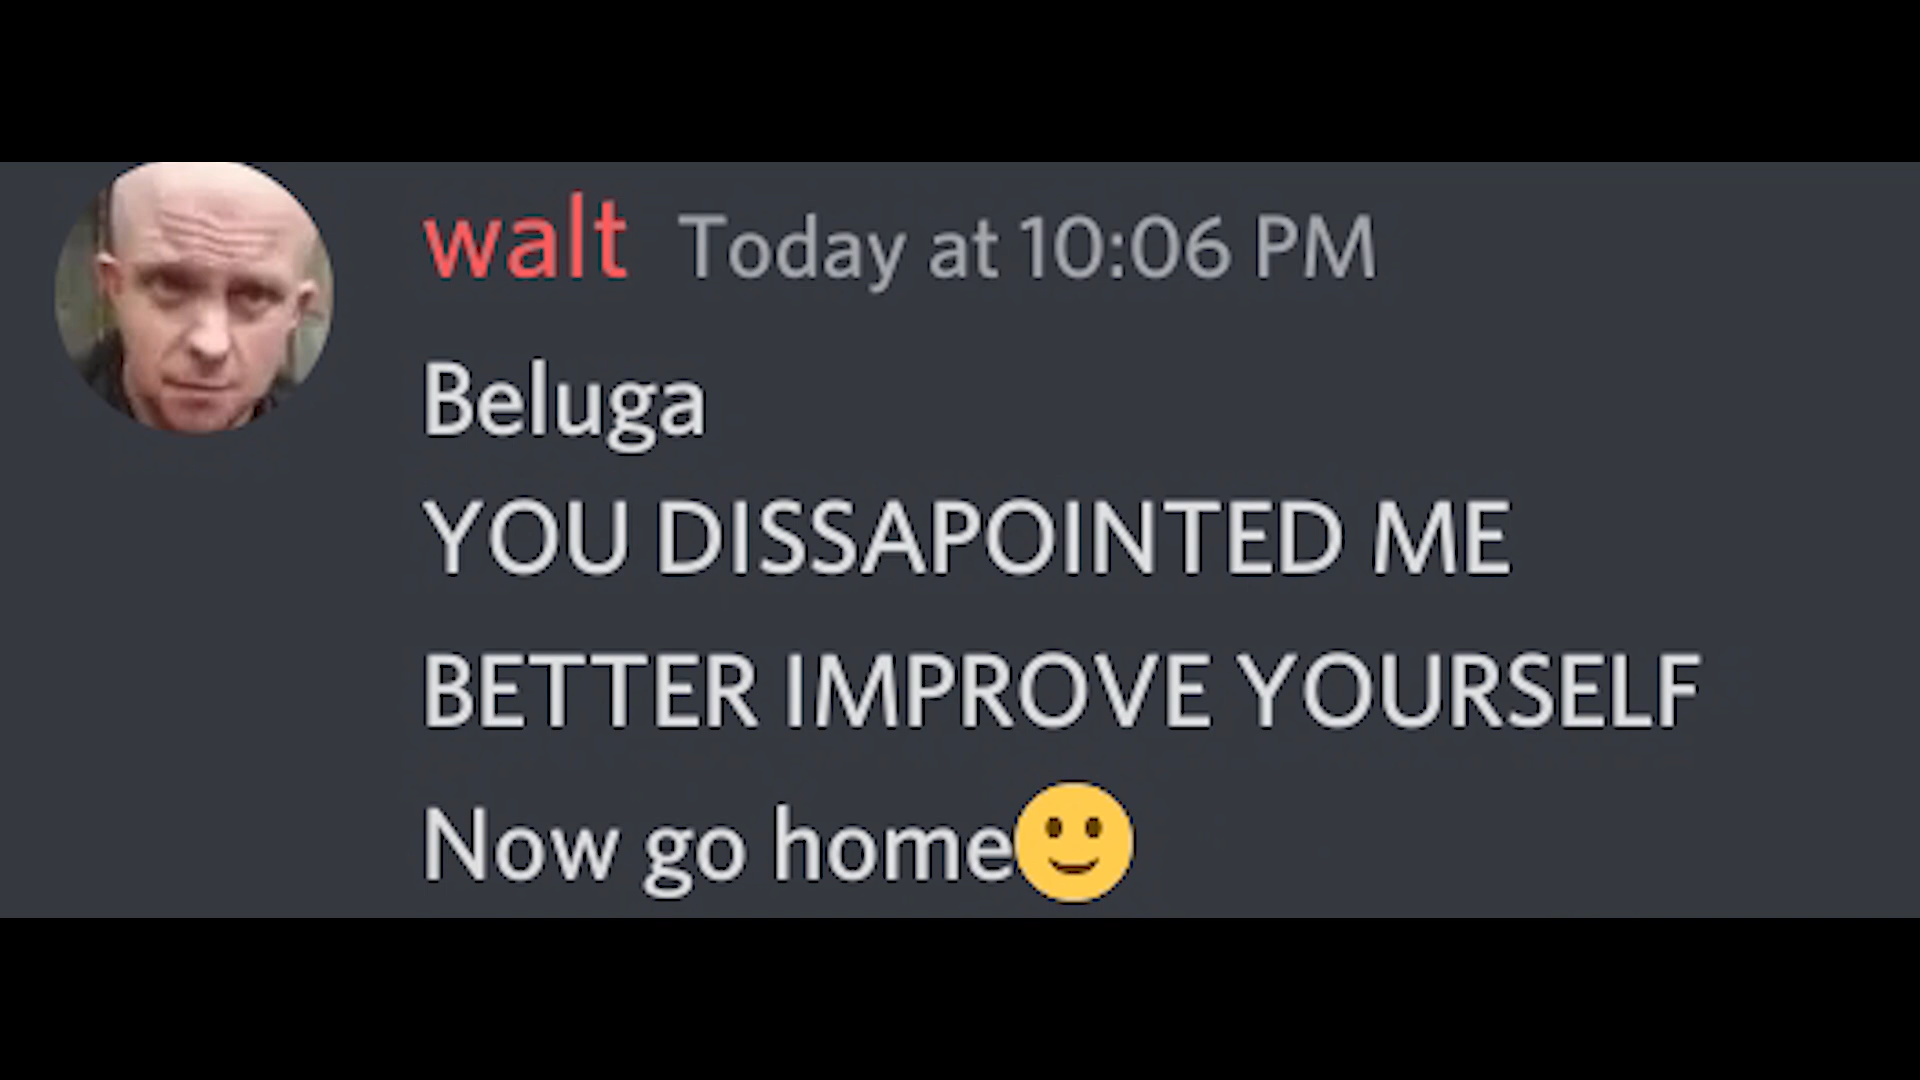 walt Today at 10:06 PM
Beluga
YOU DISSAPOINTED ME
BETTER IMPROVE YOURSELF
Now go home🙂